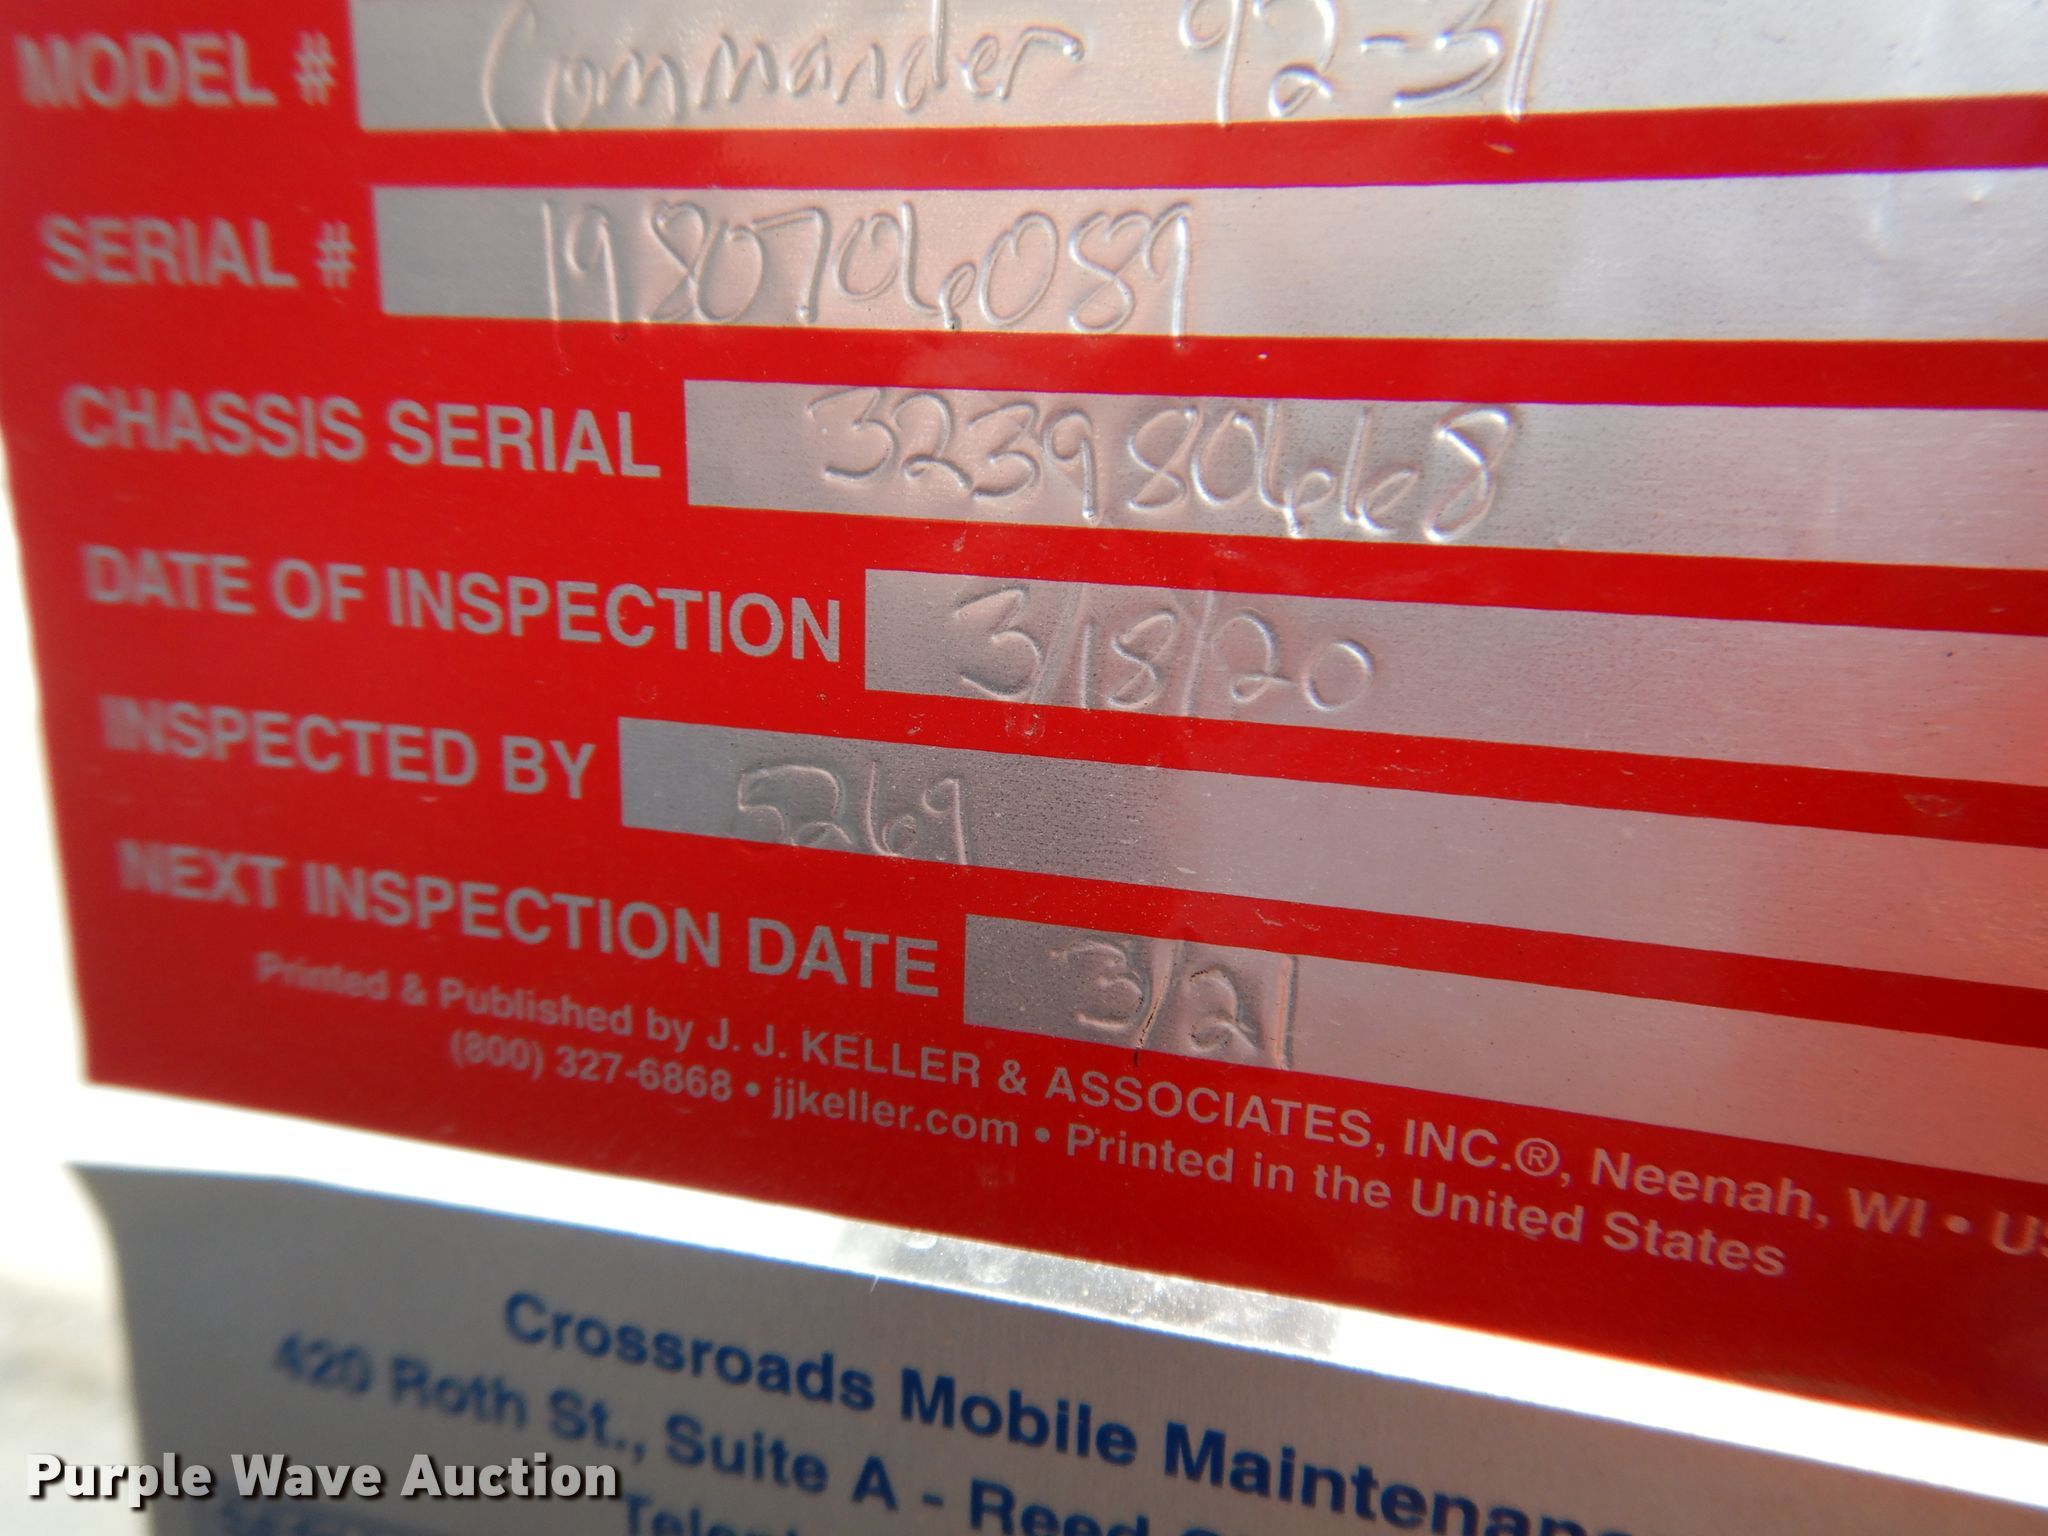 MODEL # Commander 92-31
SERIAL # 1980706089
CHASSIS SERIAL 323980668
DATE OF INSPECTION 3/18/20
INSPECTED BY 5269
NEXT INSPECTION DATE 3/21
Printed & Published by J. J. KELLER & ASSOCIATES, INC.®, Neenah, WI • US
(800) 327-6868 • jjkeller.com • Printed in the United States
Crossroads Mobile Maintenan
420 Roth St., Suite A - Reed
Purple Wave Auction